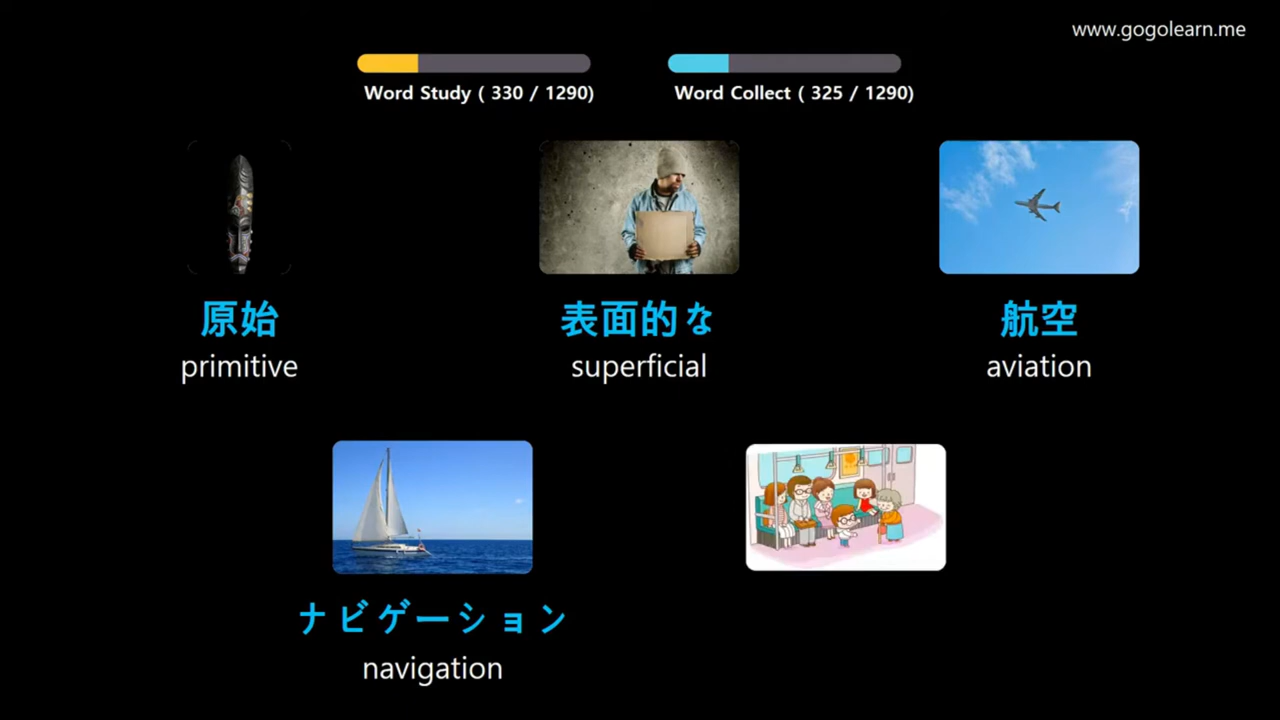 www.gogolearn.me
Word Study ( 330 / 1290)
Word Collect ( 325 / 1290)
原始
primitive
表面的な
superficial
航空
aviation
ナビゲーション
navigation